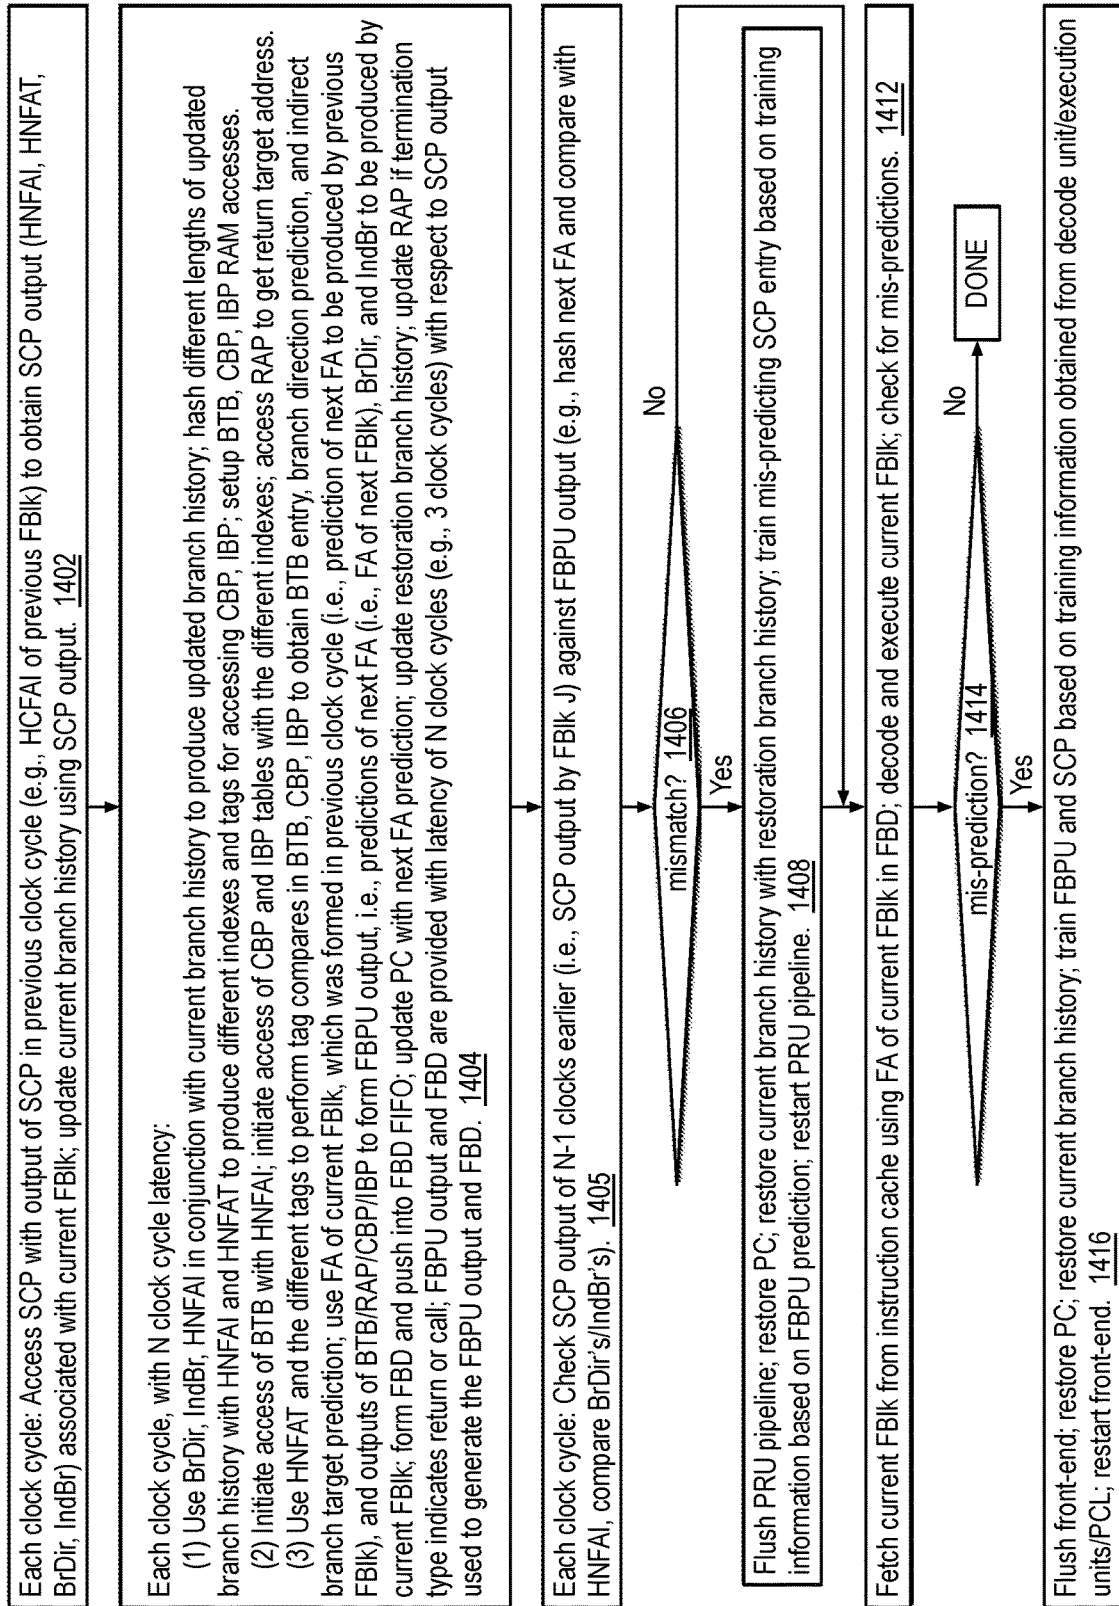 Each clock cycle: Access SCP with output of SCP in previous clock cycle (e.g., HCFAI of previous FBlk) to obtain SCP output (HNFAI, HNFAT,
BrDir, IndBr) associated with current FBlk; update current branch history using SCP output. 1402
Each clock cycle, with N clock cycle latency:
(1) Use BrDir, IndBr, HNFAI in conjunction with current branch history to produce updated branch history; hash different lengths of updated
branch history with HNFAI and HNFAT to produce different indexes and tags for accessing CBP, IBP; setup BTB, CBP, IBP RAM accesses.
(2) Initiate access of BTB with HNFAI; initiate access of CBP and IBP tables with the different indexes; access RAP to get return target address.
(3) Use HNFAT and the different tags to perform tag compares in BTB, CBP, IBP to obtain BTB entry, branch direction prediction, and indirect
branch target prediction; use FA of current FBlk, which was formed in previous clock cycle (i.e., prediction of next FA to be produced by previous
FBlk), and outputs of BTB/RAP/CBP/IBP to form FBPU output, i.e., predictions of next FA (i.e., FA of next FBlk), BrDir, and IndBr to be produced by
current FBlk; form FBD and push into FBD FIFO; update PC with next FA prediction; update restoration branch history; update RAP if termination
type indicates return or call; FBPU output and FBD are provided with latency of N clock cycles (e.g., 3 clock cycles) with respect to SCP output
used to generate the FBPU output and FBD. 1404
Each clock cycle: Check SCP output of N-1 clocks earlier (i.e., SCP output by FBlk J) against FBPU output (e.g., hash next FA and compare with
HNFAI, compare BrDir's/IndBr's). 1405
mismatch? 1406
No
Yes
Flush PRU pipeline; restore PC; restore current branch history with restoration branch history; train mis-predicting SCP entry based on training
information based on FBPU prediction; restart PRU pipeline. 1408
Fetch current FBlk from instruction cache using FA of current FBlk in FBD; decode and execute current FBlk; check for mis-predictions. 1412
mis-prediction? 1414
No
DONE
Yes
Flush front-end; restore PC; restore current branch history; train FBPU and SCP based on training information obtained from decode unit/execution
units/PCL; restart front-end. 1416